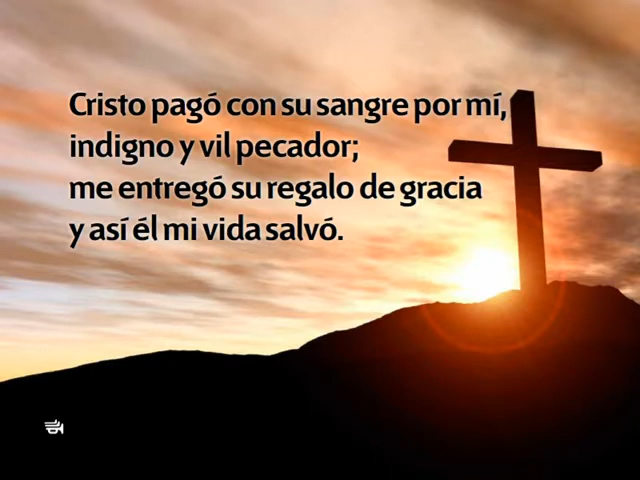 Cristo pagó con su sangre por mí,
indigno y vil pecador;
me entregó su regalo de gracia
y así él mi vida salvó.